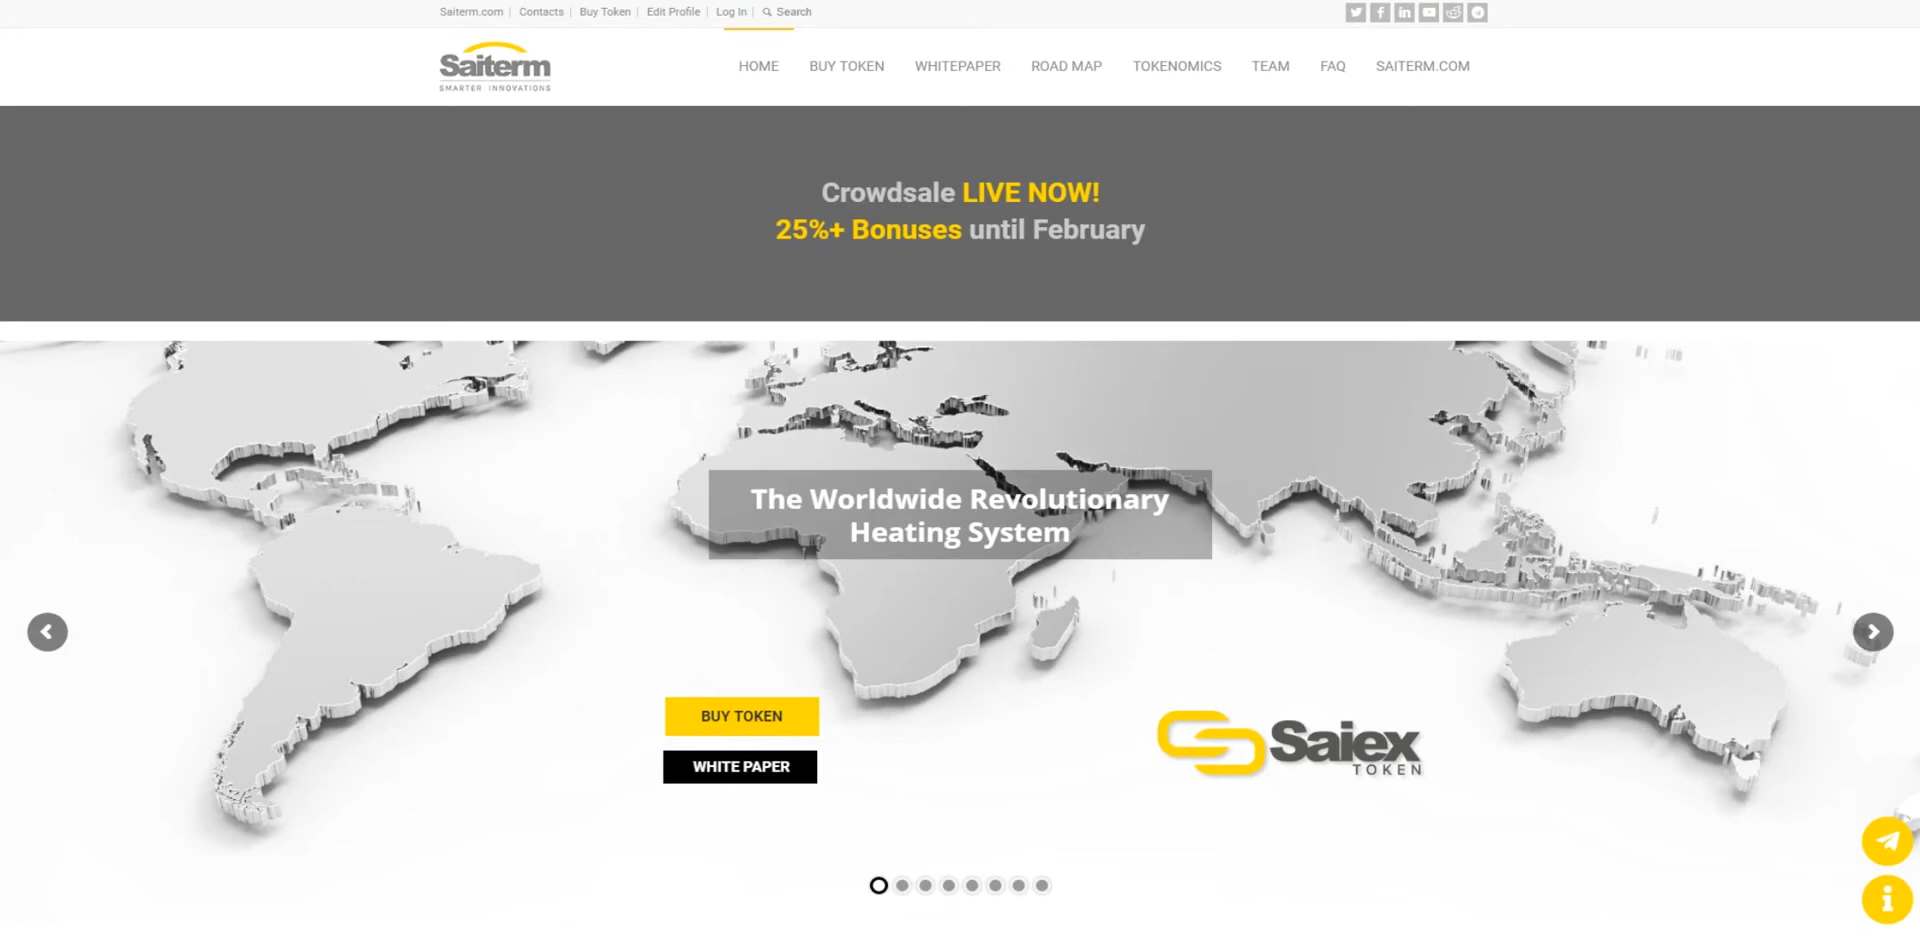 Saiterm.com | Contacts | Buy Token | Edit Profile | Log In | Search
Saiterm
SMARTER INNOVATIONS
HOME BUY TOKEN WHITEPAPER ROAD MAP TOKENOMICS TEAM FAQ SAITERM.COM
Crowdsale LIVE NOW!
25%+ Bonuses until February
The Worldwide Revolutionary
Heating System
BUY TOKEN
WHITE PAPER
Saiex
TOKEN